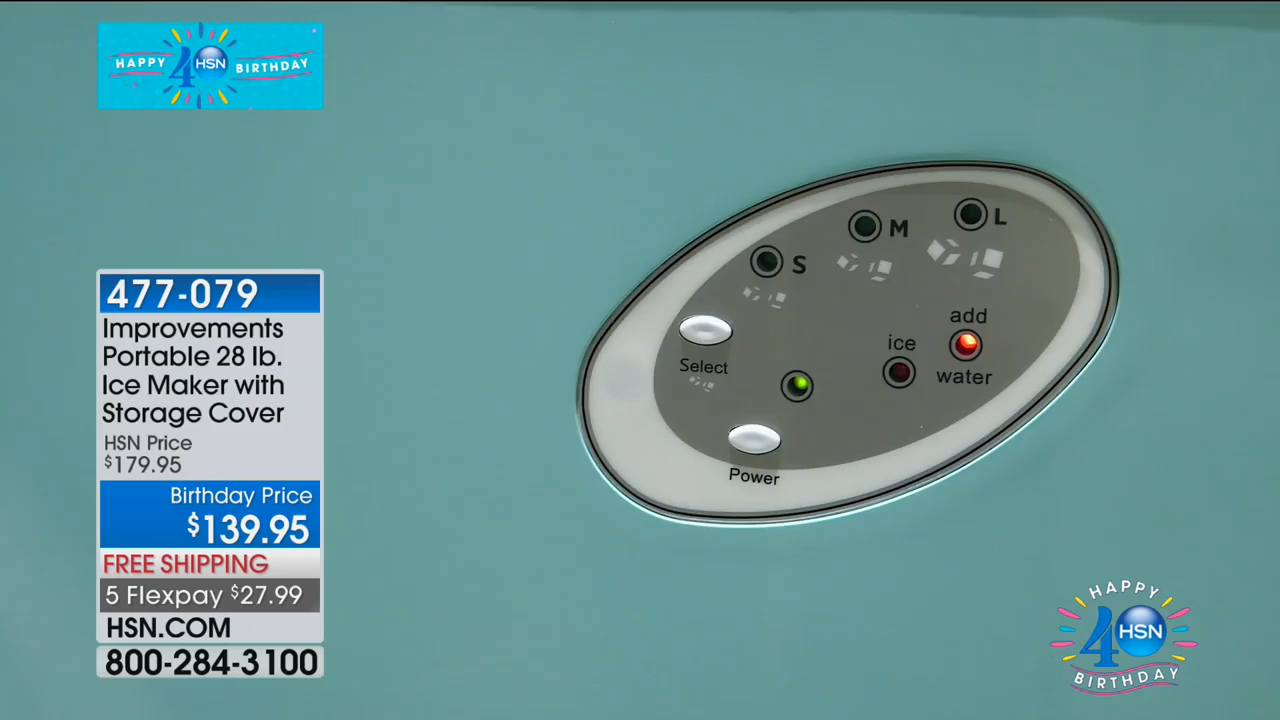 HAPPY 40 HSN BIRTHDAY
477-079
Improvements
Portable 28 lb.
Ice Maker with
Storage Cover
HSN Price
$179.95
Birthday Price
$139.95
FREE SHIPPING
5 Flexpay $27.99
HSN.COM
800-284-3100
S
M
L
Select
ice
add
water
Power
HAPPY
40 HSN
BIRTHDAY